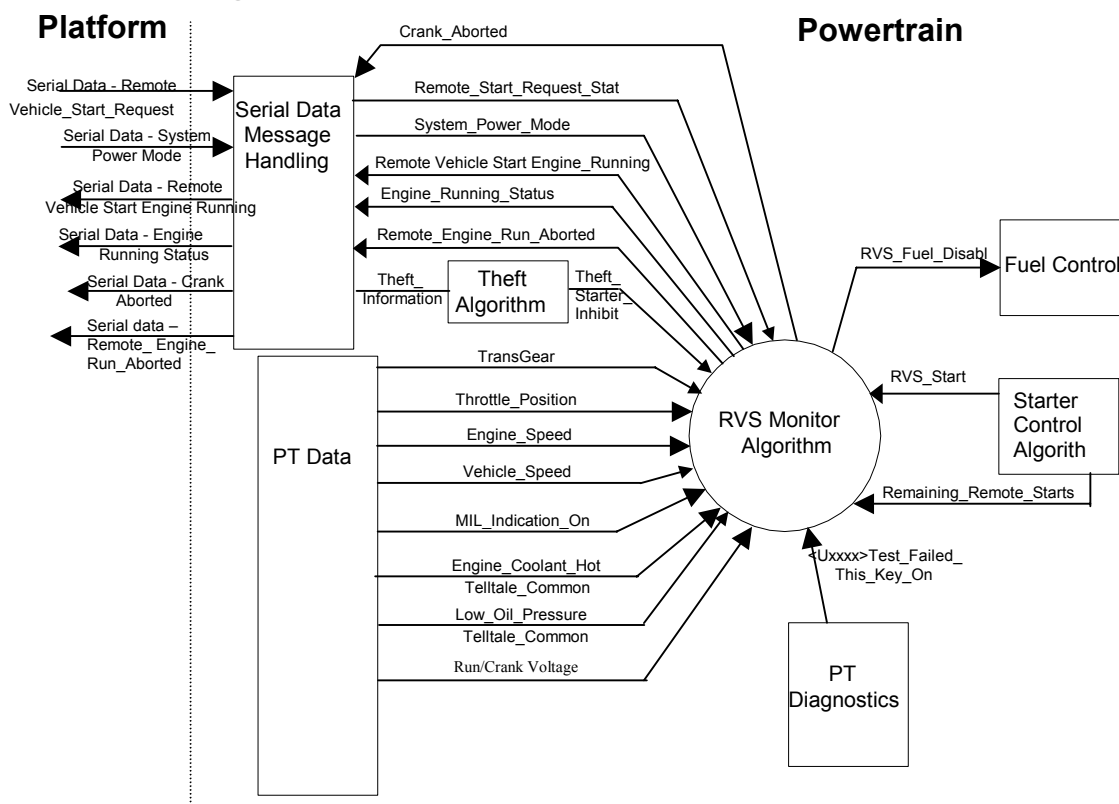 Platform
Powertrain
Crank_Aborted
Serial Data - Remote
Vehicle_Start_Request
Serial Data - System
Power Mode
Serial Data - Remote
Vehicle Start Engine Running
Serial Data - Engine
Running Status
Serial Data - Crank
Aborted
Serial data –
Remote_ Engine_
Run_Aborted
Serial Data
Message
Handling
Remote_Start_Request_Stat
System_Power_Mode
Remote Vehicle Start Engine_Running
Engine_Running_Status
Remote_Engine_Run_Aborted
Theft_
Information
Theft
Algorithm
Theft_
Starter_
Inhibit
RVS_Fuel_Disabl
Fuel Control
PT Data
TransGear
Throttle_Position
Engine_Speed
Vehicle_Speed
MIL_Indication_On
Engine_Coolant_Hot
Telltale_Common
Low_Oil_Pressure
Telltale_Common
Run/Crank Voltage
RVS Monitor
Algorithm
RVS_Start
Starter
Control
Algorith
Remaining_Remote_Starts
<Uxxxx>Test_Failed_
This_Key_On
PT
Diagnostics